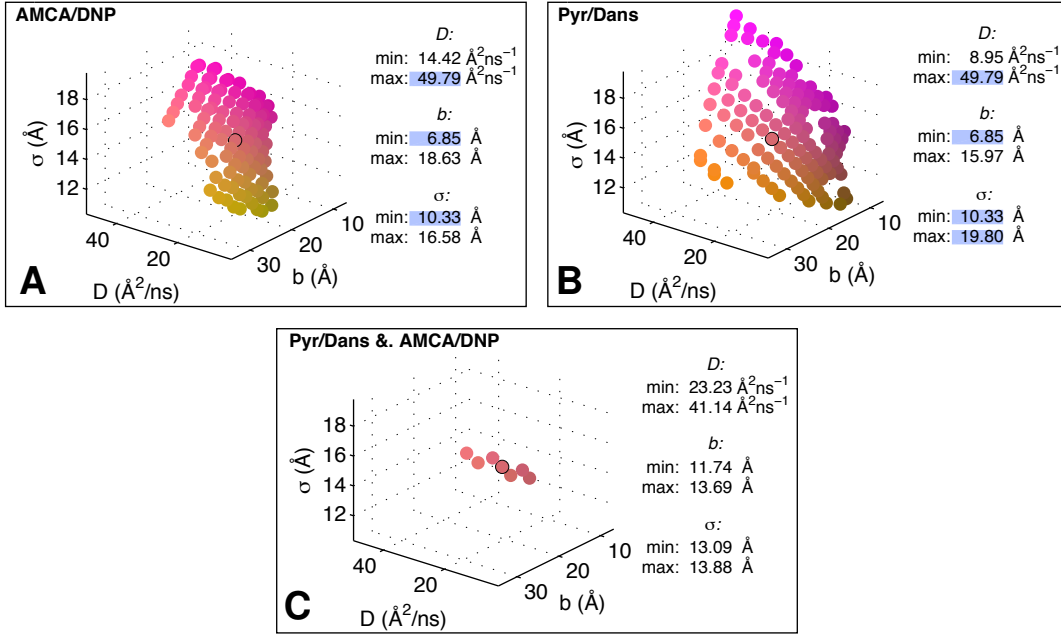 AMCA/DNP
D:
min: 14.42 Å²ns⁻¹
max: 49.79 Å²ns⁻¹
b:
min: 6.85 Å
max: 18.63 Å
σ:
min: 10.33 Å
max: 16.58 Å
18
16
14
12
σ (Å)
40
20
D (Å²/ns)
10
20
30
b (Å)
A
Pyr/Dans
D:
min: 8.95 Å²ns⁻¹
max: 49.79 Å²ns⁻¹
b:
min: 6.85 Å
max: 15.97 Å
σ:
min: 10.33 Å
max: 19.80 Å
18
16
14
12
σ (Å)
40
20
D (Å²/ns)
10
20
30
b (Å)
B
Pyr/Dans &. AMCA/DNP
D:
min: 23.23 Å²ns⁻¹
max: 41.14 Å²ns⁻¹
b:
min: 11.74 Å
max: 13.69 Å
σ:
min: 13.09 Å
max: 13.88 Å
18
16
14
12
σ (Å)
40
20
D (Å²/ns)
10
20
30
b (Å)
C